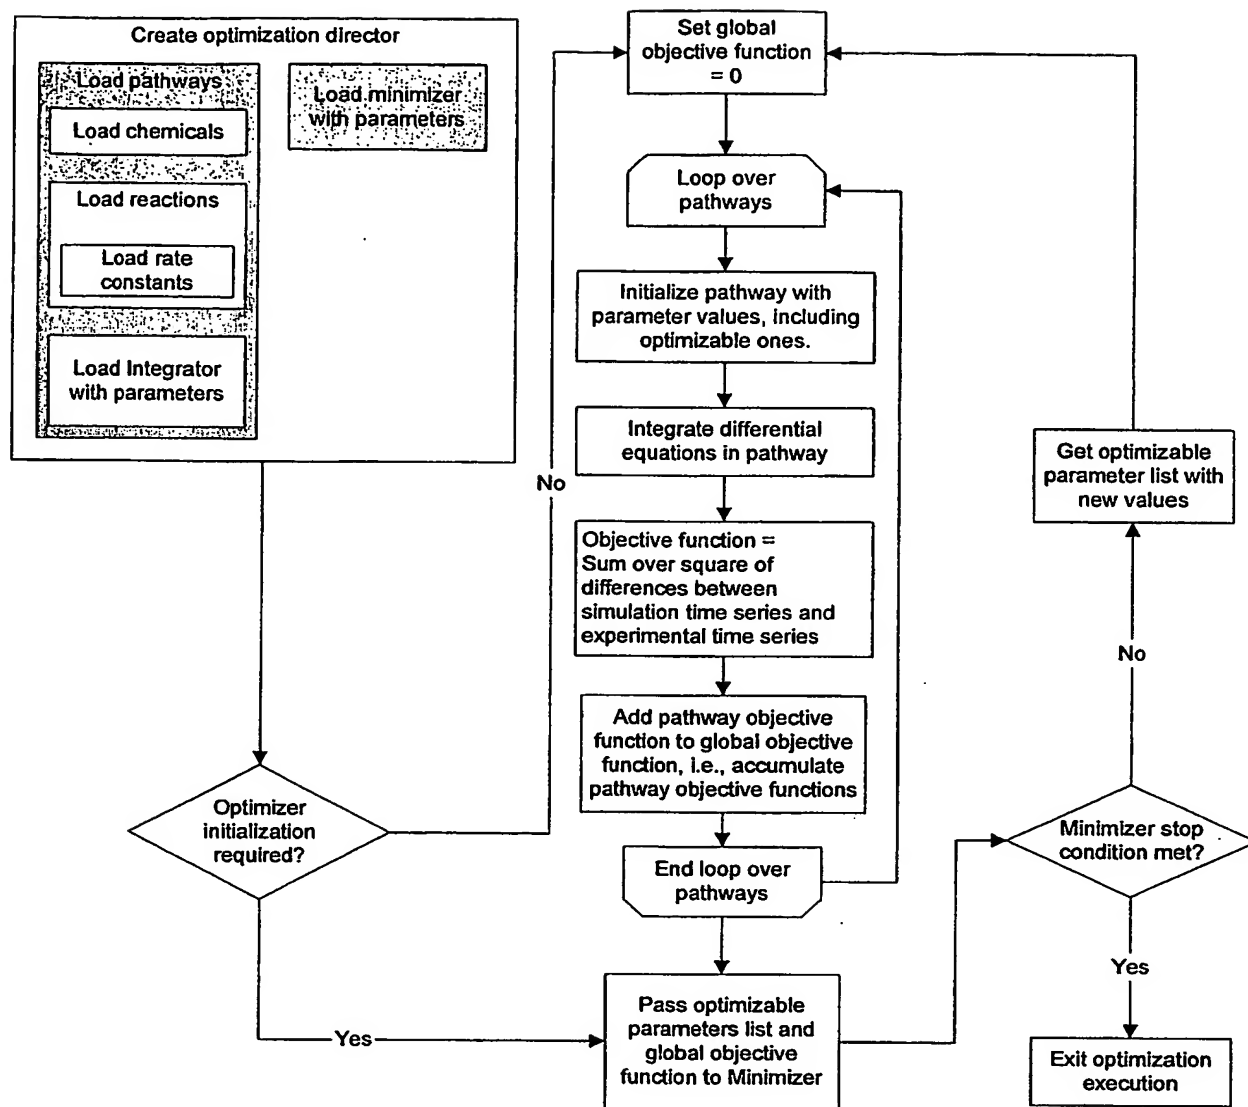 Create optimization director
Load pathways
Load chemicals
Load reactions
Load rate
constants
Load Integrator
with parameters
Load minimizer
with parameters
Optimizer
initialization
required?
No
Yes
Set global
objective function
= 0
Loop over
pathways
Initialize pathway with
parameter values, including
optimizable ones.
Integrate differential
equations in pathway
Objective function =
Sum over square of
differences between
simulation time series and
experimental time series
Add pathway objective
function to global objective
function, i.e., accumulate
pathway objective functions
End loop over
pathways
Pass optimizable
parameters list and
global objective
function to Minimizer
Get optimizable
parameter list with
new values
No
Minimizer stop
condition met?
Yes
Exit optimization
execution